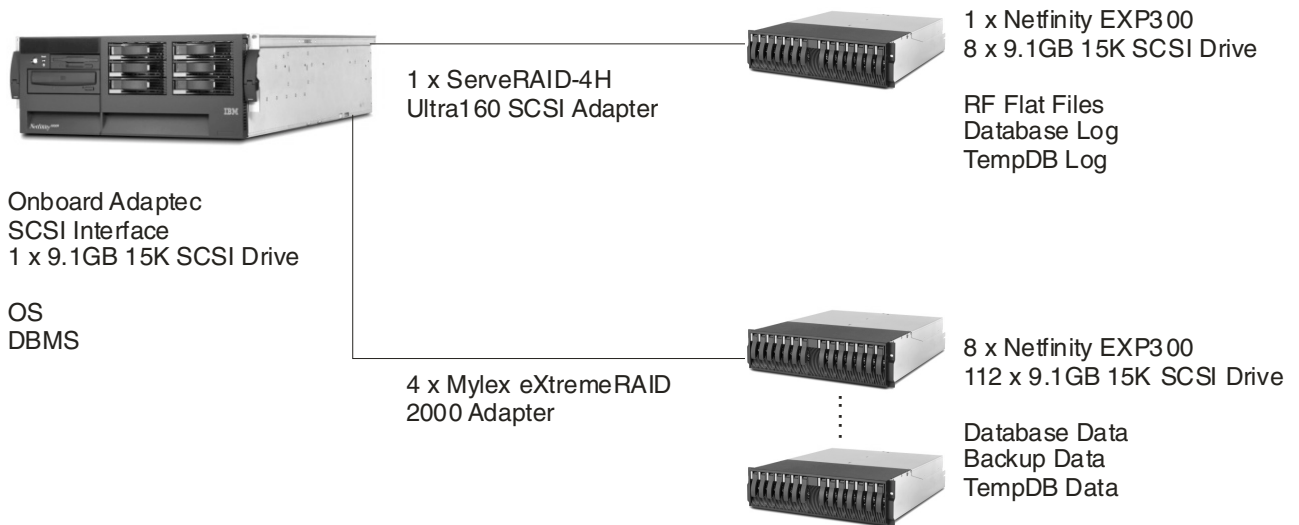 1 x Netfinity EXP300
8 x 9.1GB 15K SCSI Drive
RF Flat Files
Database Log
TempDB Log
1 x ServeRAID-4H
Ultra160 SCSI Adapter
IBM
Onboard Adaptec
SCSI Interface
1 x 9.1GB 15K SCSI Drive
OS
DBMS
4 x Mylex eXtremeRAID
2000 Adapter
8 x Netfinity EXP300
112 x 9.1GB 15K SCSI Drive
Database Data
Backup Data
TempDB Data